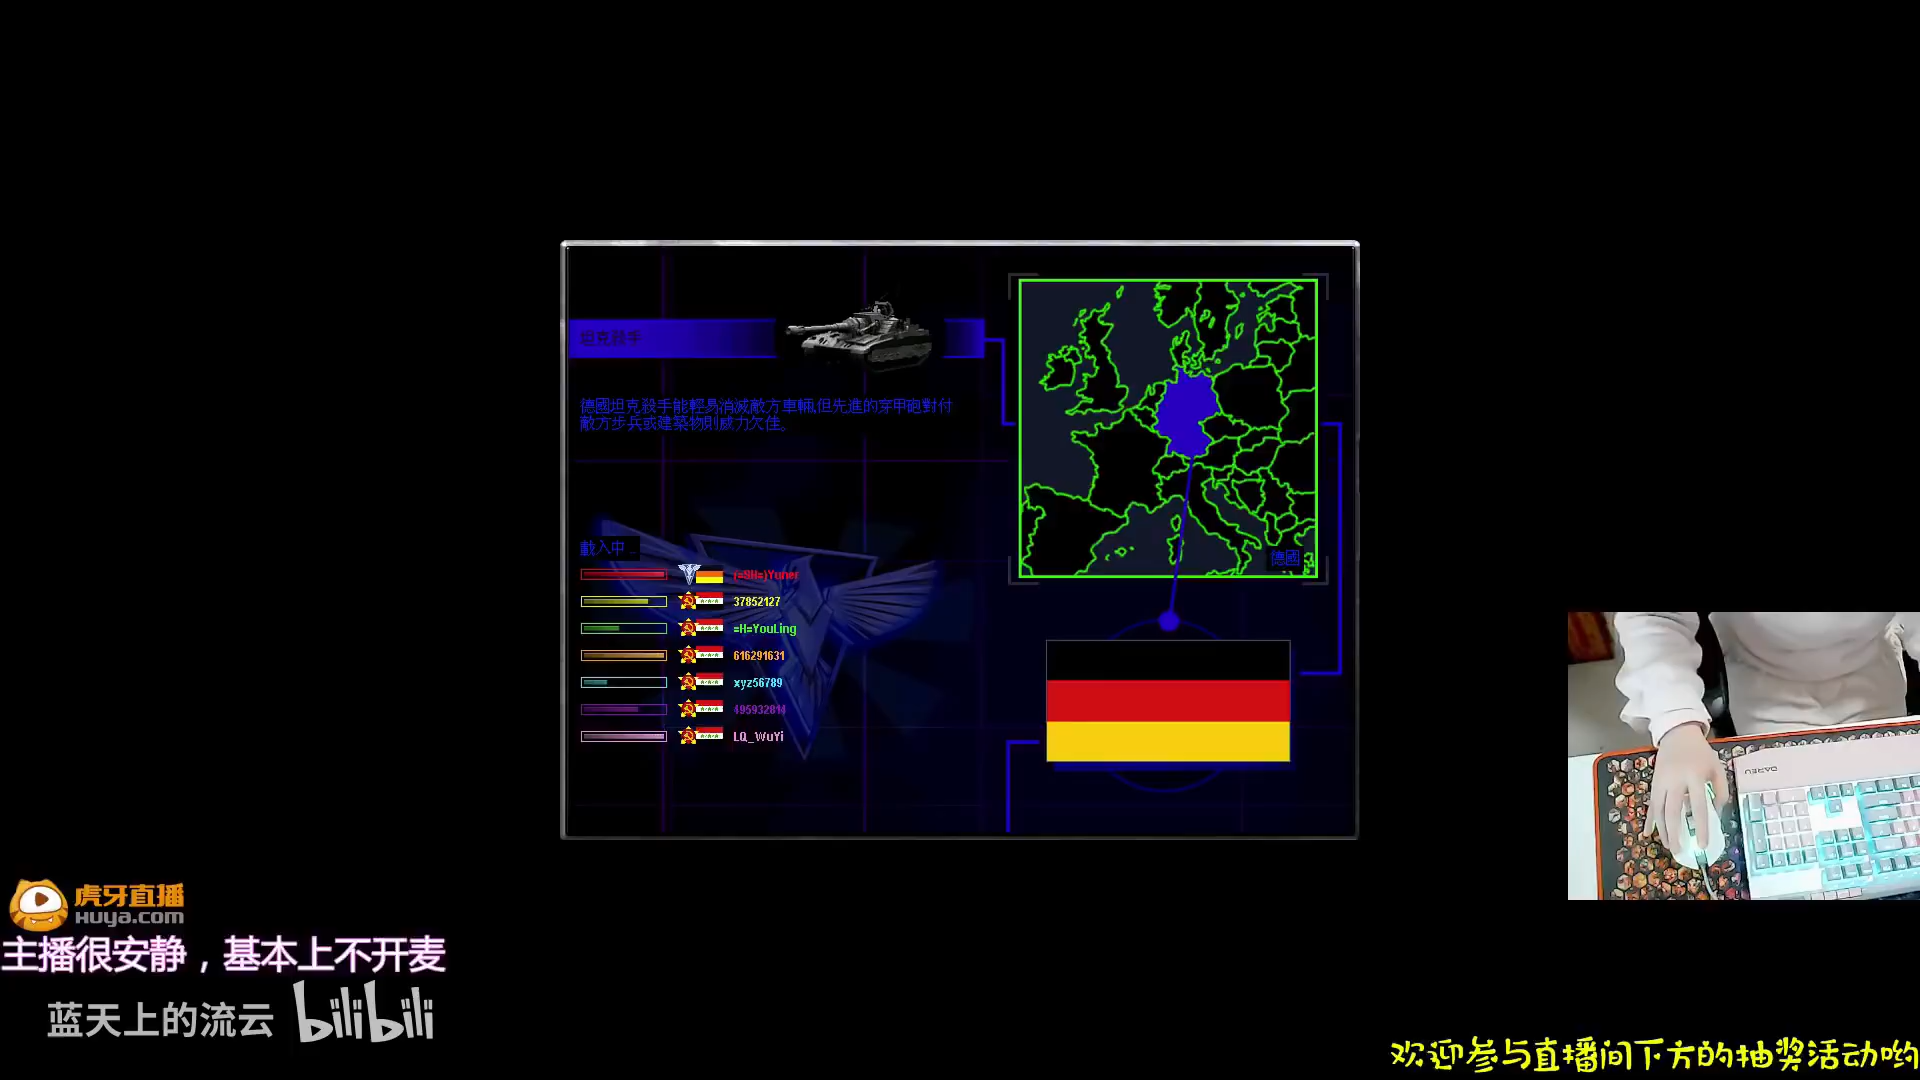 坦克殺手
德國坦克殺手能輕易消滅敵方車輛,但先進的穿甲砲對付
敵方步兵或建築物則威力欠佳。
德國
載入中...
(=SH=)Yuner
37852127
=H=YouLing
616291631
xyz56789
495932814
LQ_WuYi
DAREU
虎牙直播
HUYA.com
主播很安静，基本上不开麦
蓝天上的流云 bilibili
欢迎参与直播间下方的抽奖活动哟